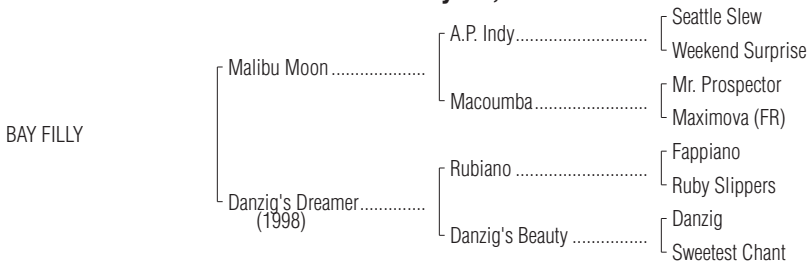 Seattle Slew
A.P. Indy
Weekend Surprise
Malibu Moon
Mr. Prospector
Macoumba
Maximova (FR)
BAY FILLY
Fappiano
Rubiano
Ruby Slippers
Danzig's Dreamer
(1998)
Danzig
Danzig's Beauty
Sweetest Chant